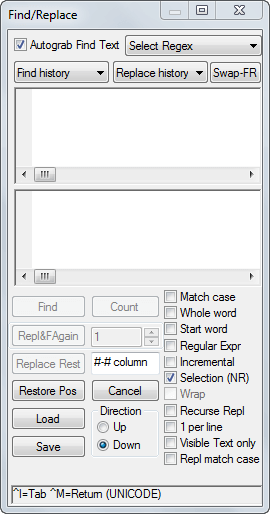 Find/Replace
Autograb Find Text
Select Regex
Find history
Replace history
Swap-FR
Find
Count
Repl&FAgain
1
Replace Rest
#-# column
Restore Pos
Cancel
Load
Save
Direction
Up
Down
Match case
Whole word
Start word
Regular Expr
Incremental
Selection (NR)
Wrap
Recurse Repl
1 per line
Visible Text only
Repl match case
^I=Tab ^M=Return (UNICODE)